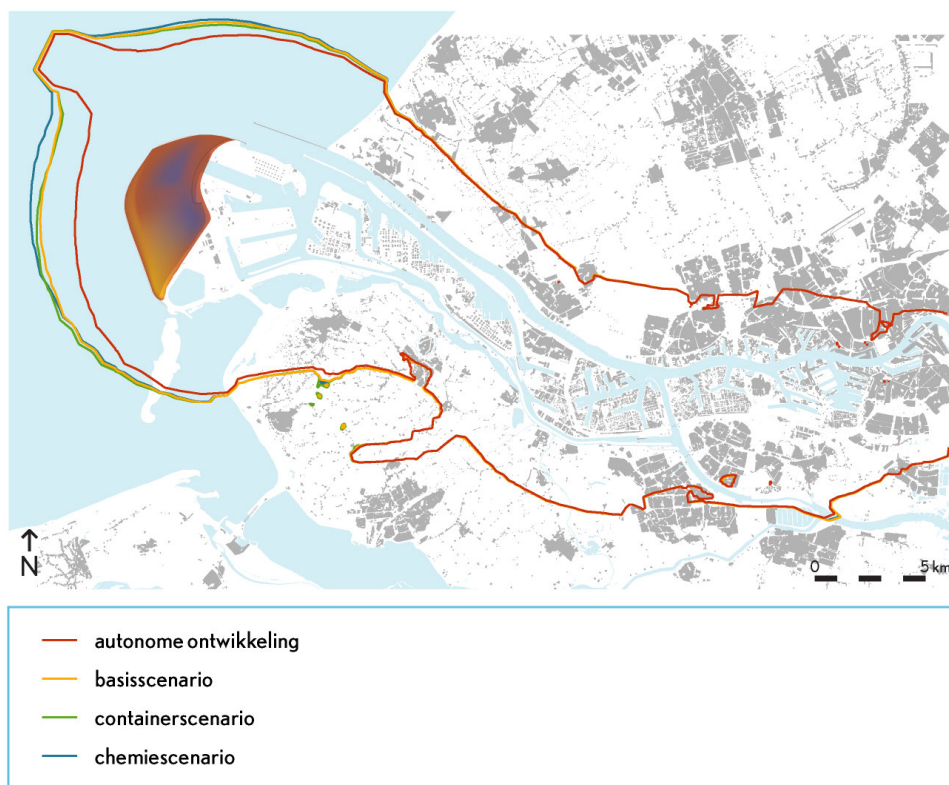 N
0 5 km
autonome ontwikkeling
basisscenario
containerscenario
chemiescenario